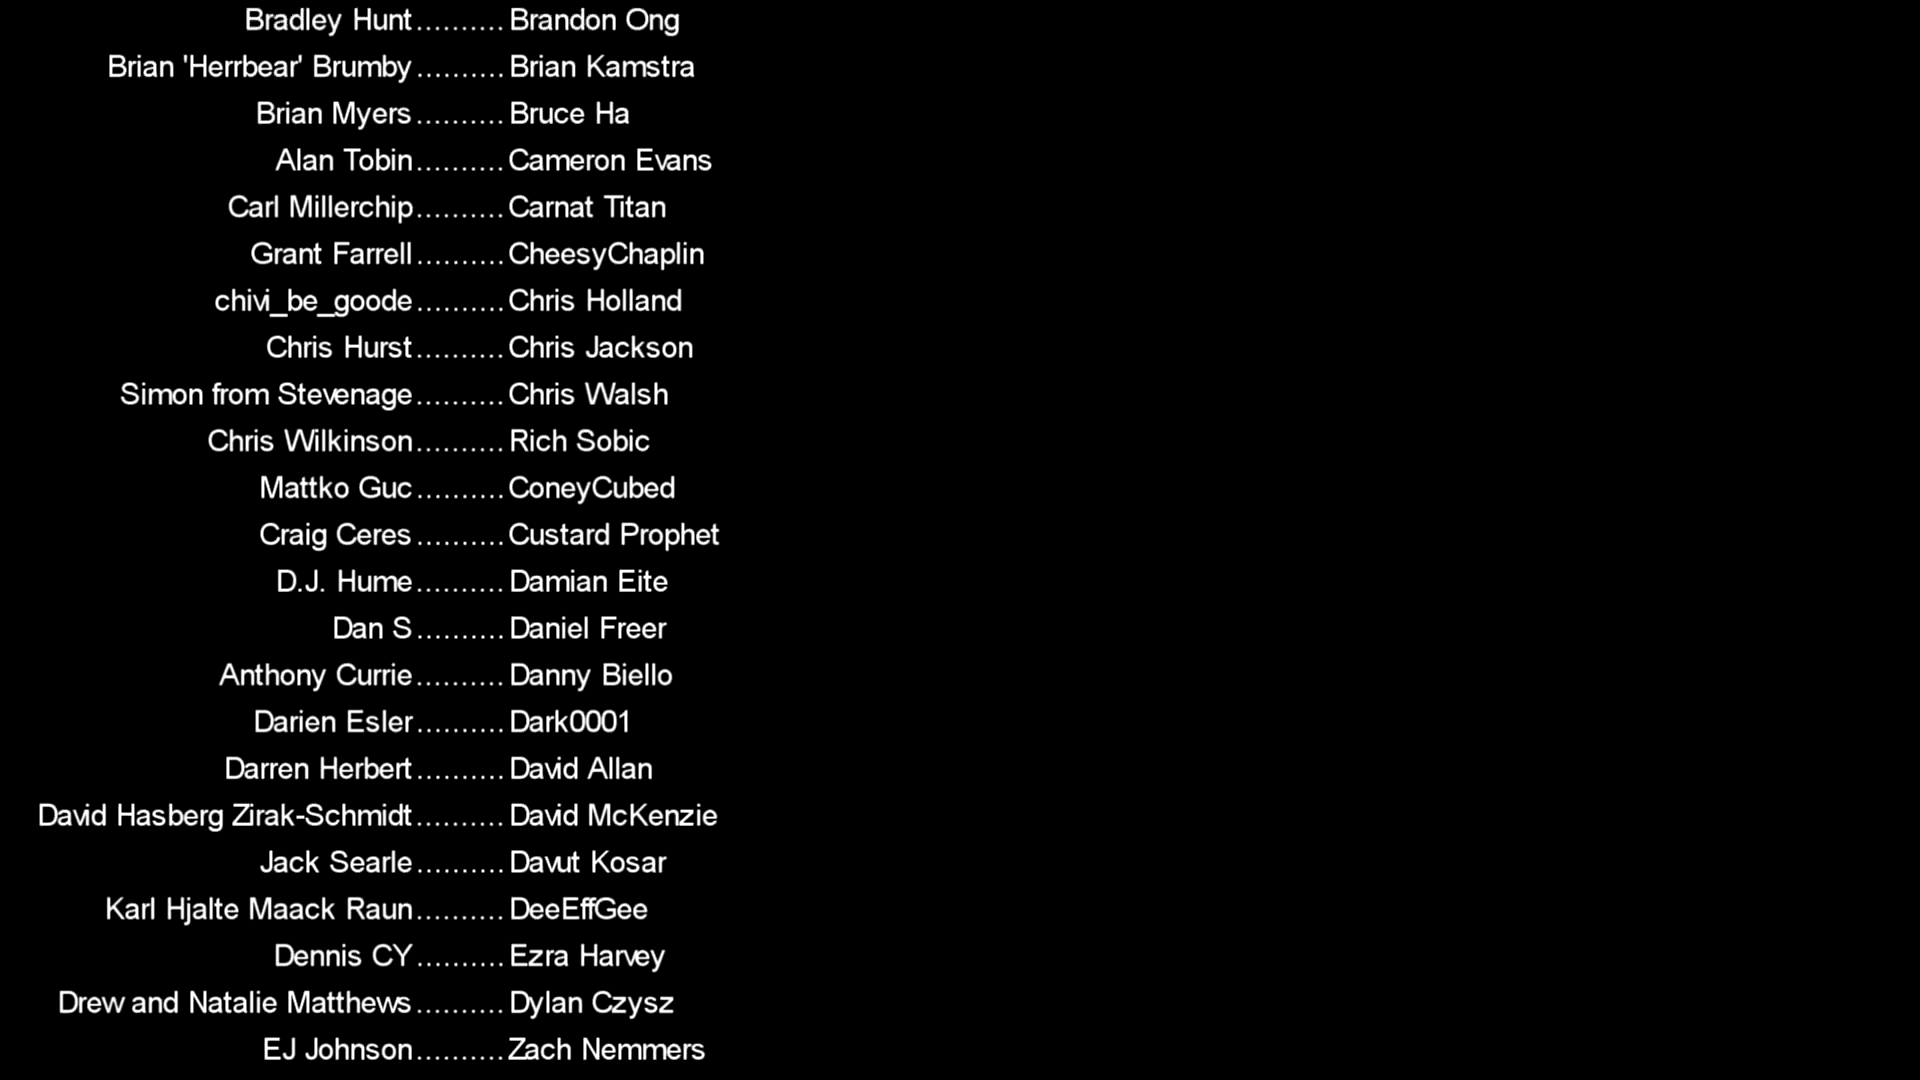 Bradley Hunt..........Brandon Ong
Brian 'Herrbear' Brumby..........Brian Kamstra
Brian Myers..........Bruce Ha
Alan Tobin..........Cameron Evans
Carl Millerchip..........Carnat Titan
Grant Farrell..........CheesyChaplin
chivi_be_goode..........Chris Holland
Chris Hurst..........Chris Jackson
Simon from Stevenage..........Chris Walsh
Chris Wilkinson..........Rich Sobic
Mattko Guc..........ConeyCubed
Craig Ceres..........Custard Prophet
D.J. Hume..........Damian Eite
Dan S..........Daniel Freer
Anthony Currie..........Danny Biello
Darien Esler..........Dark0001
Darren Herbert..........David Allan
David Hasberg Zirak-Schmidt..........David McKenzie
Jack Searle..........Davut Kosar
Karl Hjalte Maack Raun..........DeeEffGee
Dennis CY..........Ezra Harvey
Drew and Natalie Matthews..........Dylan Czysz
EJ Johnson..........Zach Nemmers